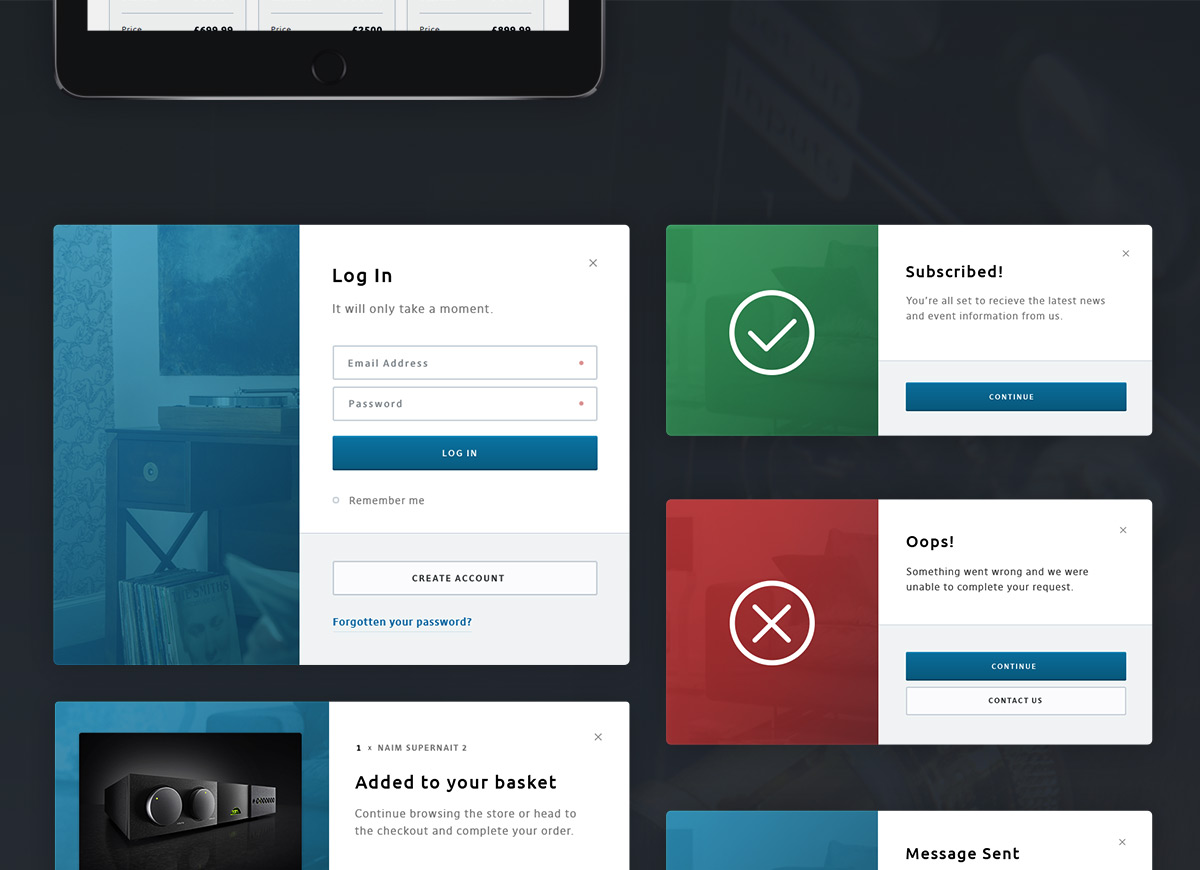 Price £699.99 Price £2500 Price £899.99
Log In
It will only take a moment.
Email Address
Password
LOG IN
Remember me
CREATE ACCOUNT
Forgotten your password?
Subscribed!
You're all set to recieve the latest news
and event information from us.
CONTINUE
Oops!
Something went wrong and we were
unable to complete your request.
CONTINUE
CONTACT US
1 x NAIM SUPERNAIT 2
Added to your basket
Continue browsing the store or head to
the checkout and complete your order.
Message Sent